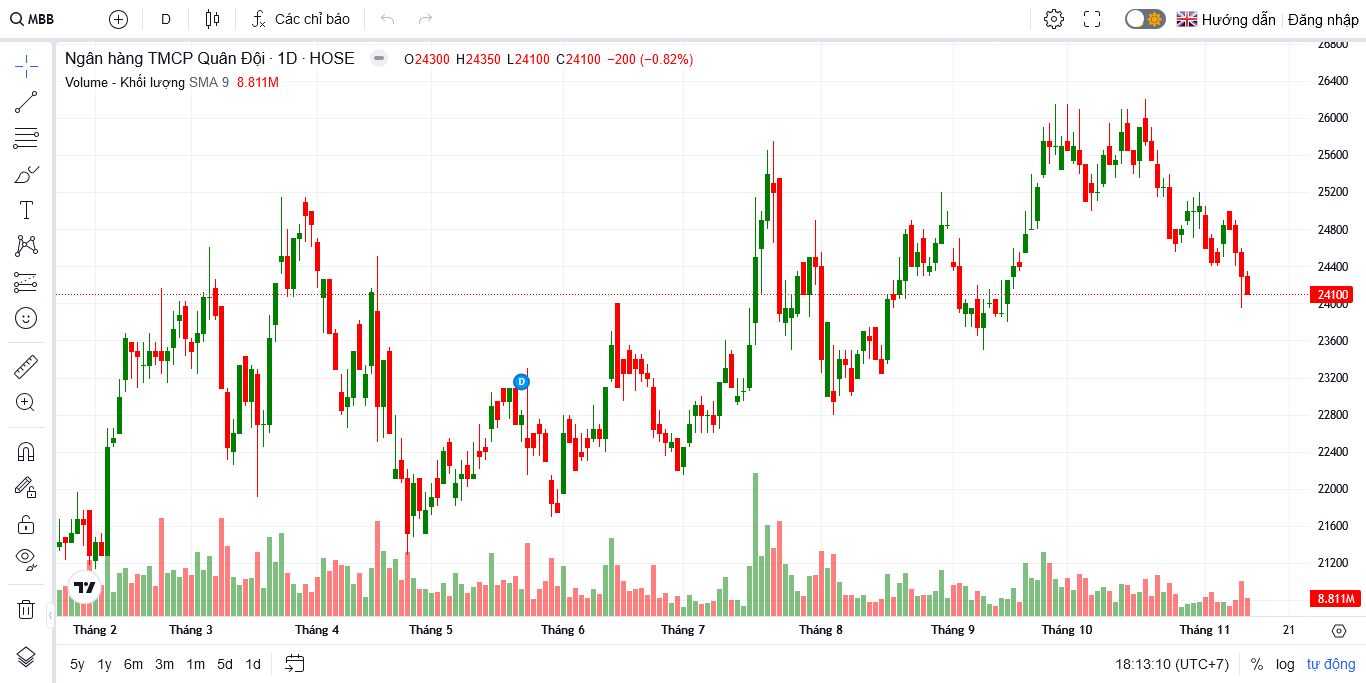 MBB D Các chỉ báo Hướng dẫn Đăng nhập
Ngân hàng TMCP Quân Đội · 1D · HOSE O24300 H24350 L24100 C24100 −200 (−0.82%)
Volume - Khối lượng SMA 9 8.811M
26800
26400
26000
25600
25200
24800
24400
24100
24000
23600
23200
D
22800
22400
22000
21600
21200
8.811M
Tháng 2 Tháng 3 Tháng 4 Tháng 5 Tháng 6 Tháng 7 Tháng 8 Tháng 9 Tháng 10 Tháng 11 21
5y 1y 6m 3m 1m 5d 1d 18:13:10 (UTC+7) % log tự động